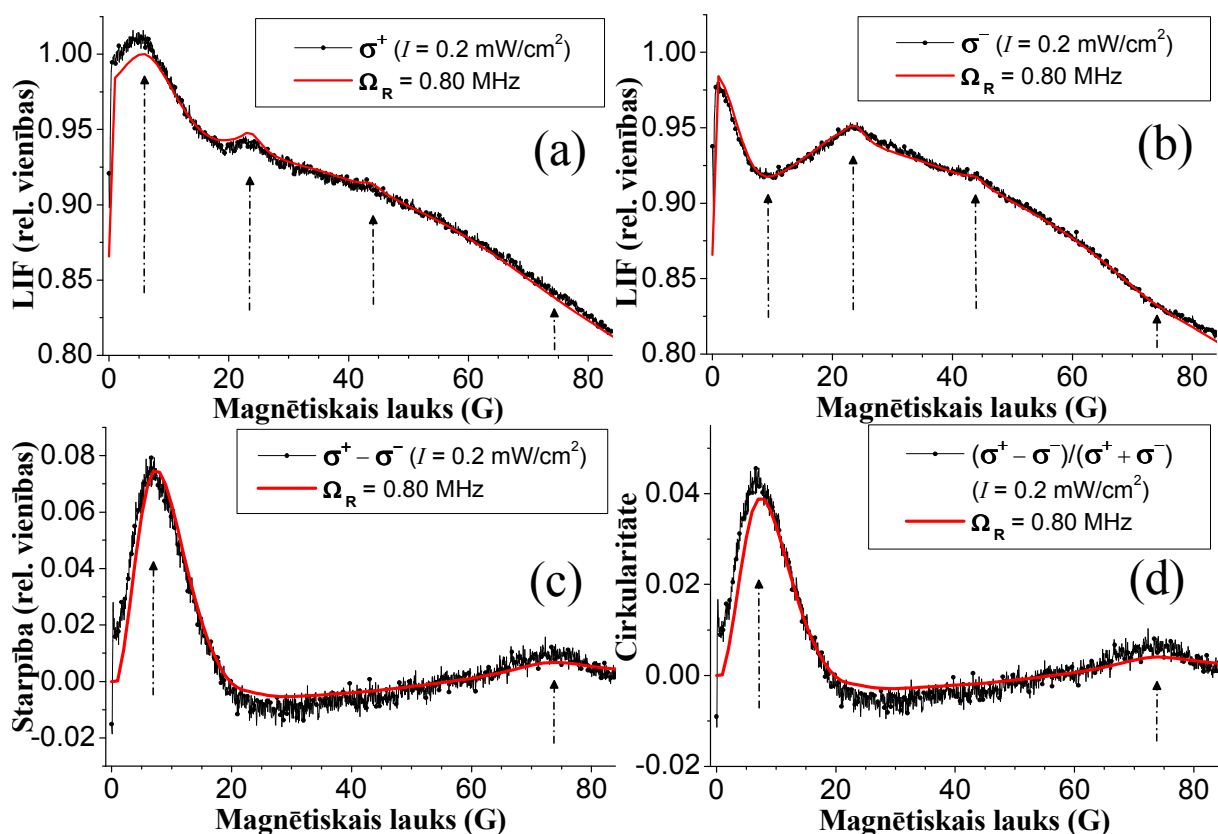 σ⁺ (I = 0.2 mW/cm²)
Ω_R = 0.80 MHz
(a)
LIF (rel. vienības)
1.00
0.95
0.90
0.85
0.80
0 20 40 60 80
Magnētiskais lauks (G)
σ⁻ (I = 0.2 mW/cm²)
Ω_R = 0.80 MHz
(b)
LIF (rel. vienības)
1.00
0.95
0.90
0.85
0.80
0 20 40 60 80
Magnētiskais lauks (G)
σ⁺ − σ⁻ (I = 0.2 mW/cm²)
Ω_R = 0.80 MHz
(c)
Starpība (rel. vienības)
0.08
0.06
0.04
0.02
0.00
-0.02
0 20 40 60 80
Magnētiskais lauks (G)
(σ⁺ − σ⁻)/(σ⁺ + σ⁻)
(I = 0.2 mW/cm²)
Ω_R = 0.80 MHz
(d)
Cirkularitāte
0.04
0.02
0.00
-0.02
0 20 40 60 80
Magnētiskais lauks (G)